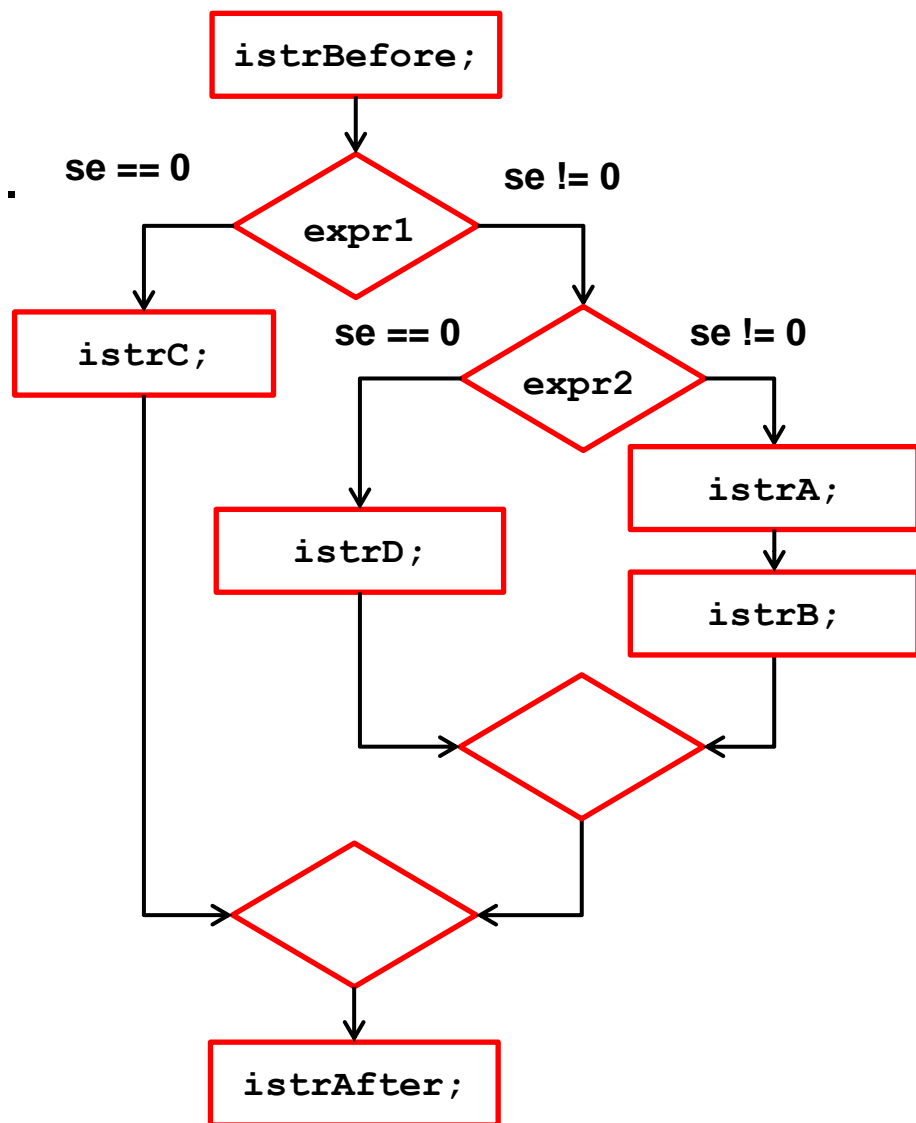 istrBefore;
se == 0
se != 0
.
expr1
istrC;
se == 0
se != 0
expr2
istrA;
istrD;
istrB;
istrAfter;